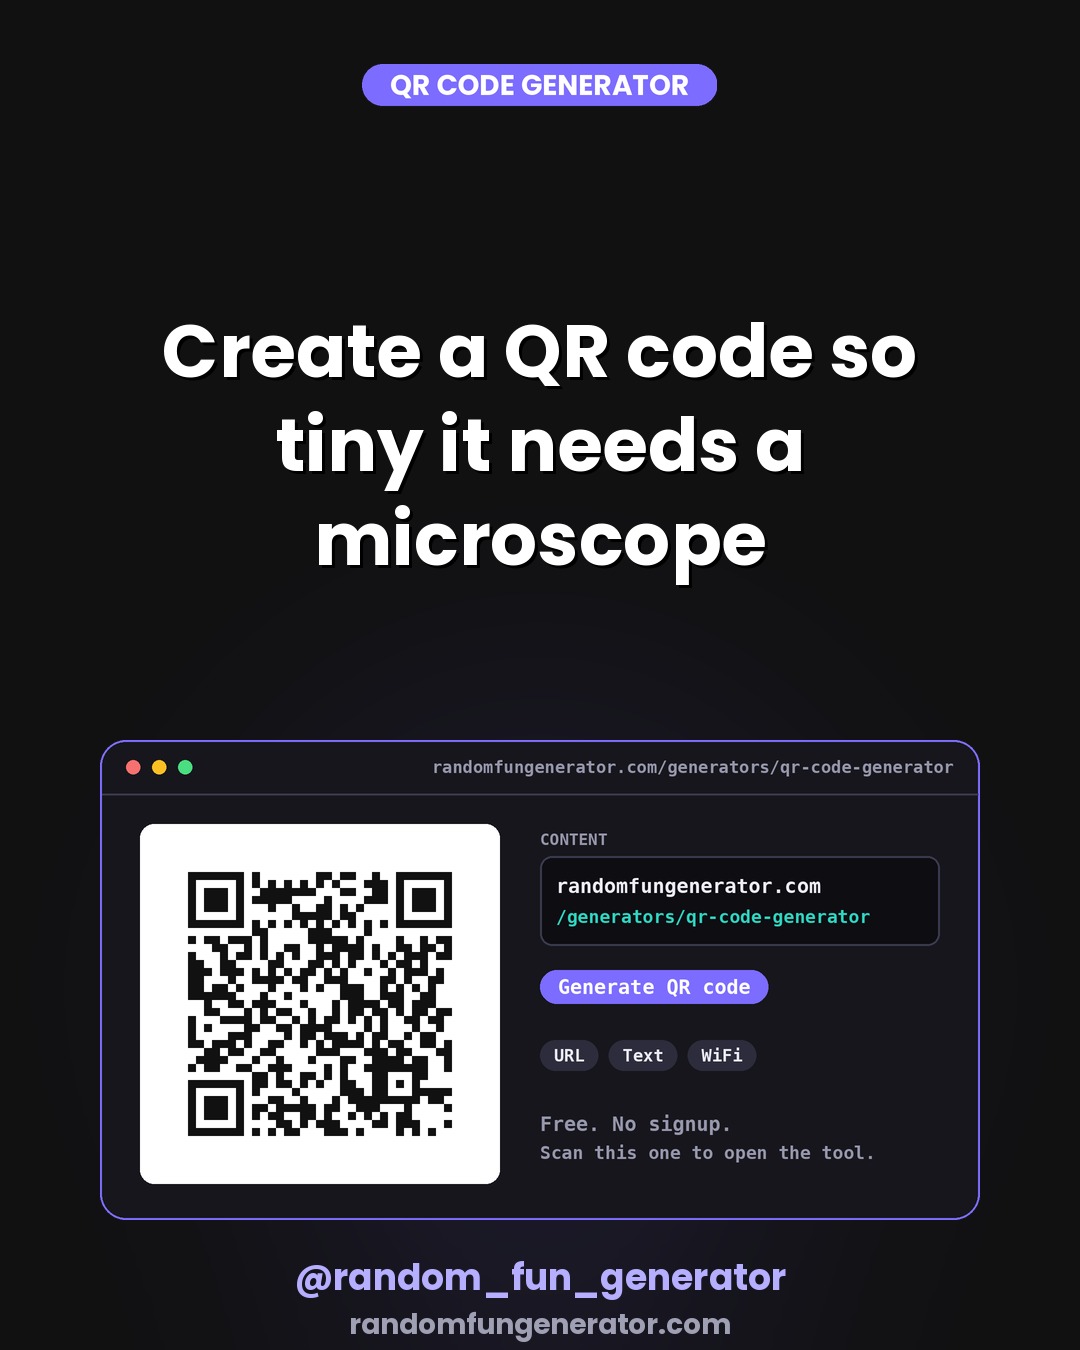 QR CODE GENERATOR
Create a QR code so
tiny it needs a
microscope
randomfungenerator.com/generators/qr-code-generator
CONTENT
randomfungenerator.com
/generators/qr-code-generator
Generate QR code
URL Text WiFi
Free. No signup.
Scan this one to open the tool.
@random_fun_generator
randomfungenerator.com